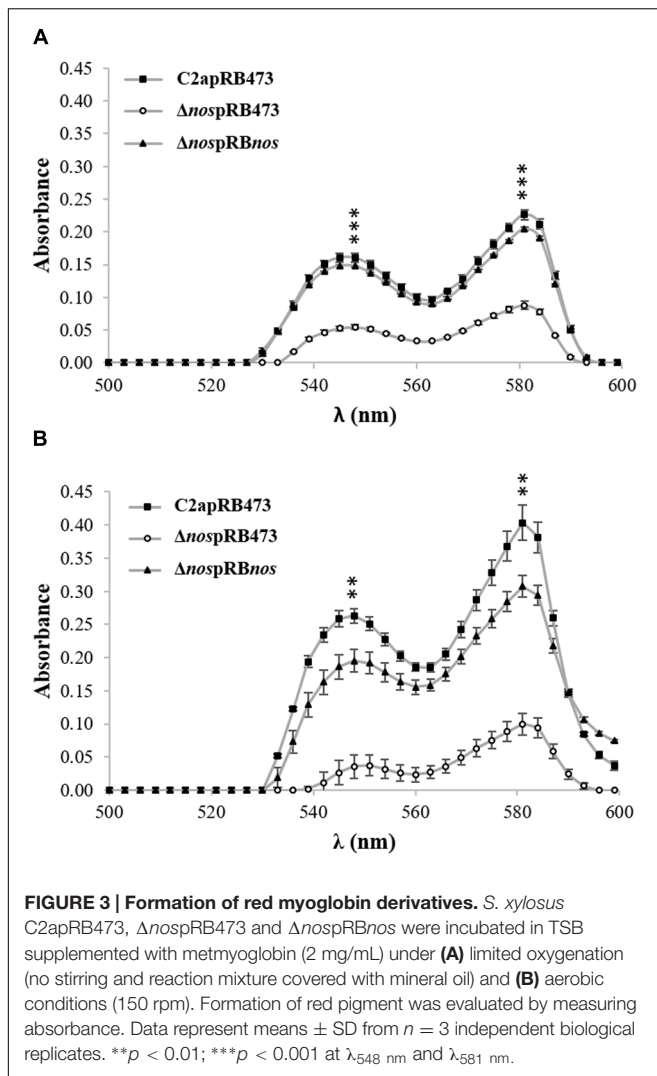 A
C2apRB473
ΔnospRB473
ΔnospRBnos
***
***
0.45
0.40
0.35
0.30
0.25
0.20
0.15
0.10
0.05
0.00
Absorbance
500
520
540
560
580
600
λ (nm)
B
C2apRB473
ΔnospRB473
ΔnospRBnos
**
**
0.45
0.40
0.35
0.30
0.25
0.20
0.15
0.10
0.05
0.00
Absorbance
500
520
540
560
580
600
λ (nm)
FIGURE 3 | Formation of red myoglobin derivatives. S. xylosus
C2apRB473, ΔnospRB473 and ΔnospRBnos were incubated in TSB
supplemented with metmyoglobin (2 mg/mL) under (A) limited oxygenation
(no stirring and reaction mixture covered with mineral oil) and (B) aerobic
conditions (150 rpm). Formation of red pigment was evaluated by measuring
absorbance. Data represent means ± SD from n = 3 independent biological
replicates. **p < 0.01; ***p < 0.001 at λ548 nm and λ581 nm.